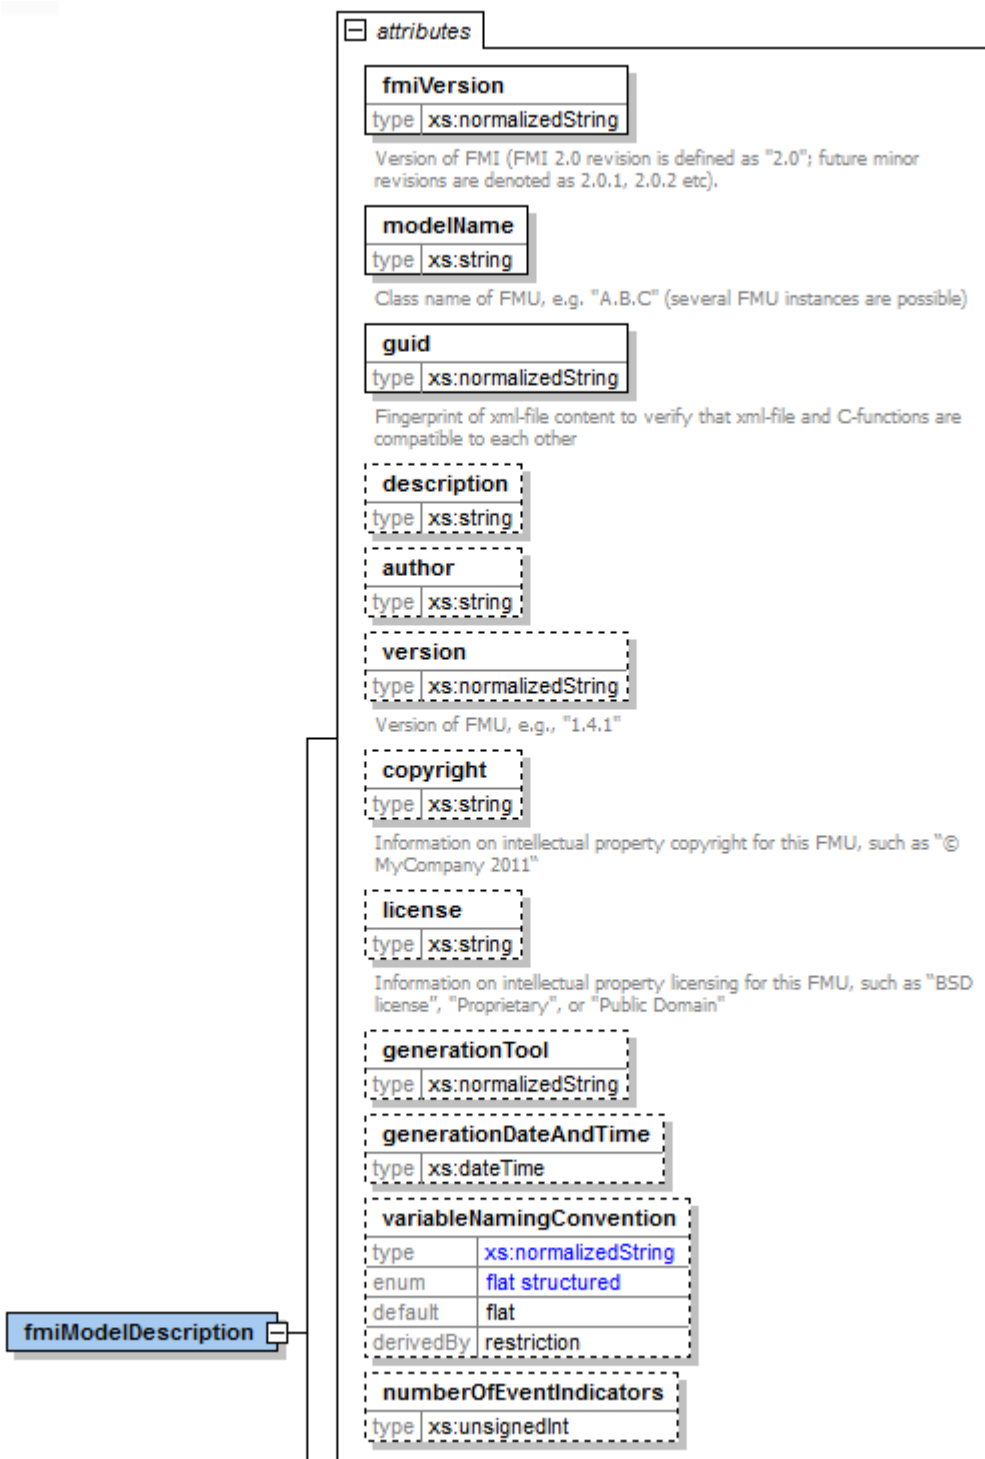 attributes
fmiVersion
type xs:normalizedString
Version of FMI (FMI 2.0 revision is defined as "2.0"; future minor
revisions are denoted as 2.0.1, 2.0.2 etc).
modelName
type xs:string
Class name of FMU, e.g. "A.B.C" (several FMU instances are possible)
guid
type xs:normalizedString
Fingerprint of xml-file content to verify that xml-file and C-functions are
compatible to each other
description
type xs:string
author
type xs:string
version
type xs:normalizedString
Version of FMU, e.g., "1.4.1"
copyright
type xs:string
Information on intellectual property copyright for this FMU, such as “©
MyCompany 2011“
license
type xs:string
Information on intellectual property licensing for this FMU, such as “BSD
license”, "Proprietary", or "Public Domain"
generationTool
type xs:normalizedString
generationDateAndTime
type xs:dateTime
variableNamingConvention
type xs:normalizedString
enum flat structured
default flat
derivedBy restriction
fmiModelDescription
numberOfEventIndicators
type xs:unsignedInt